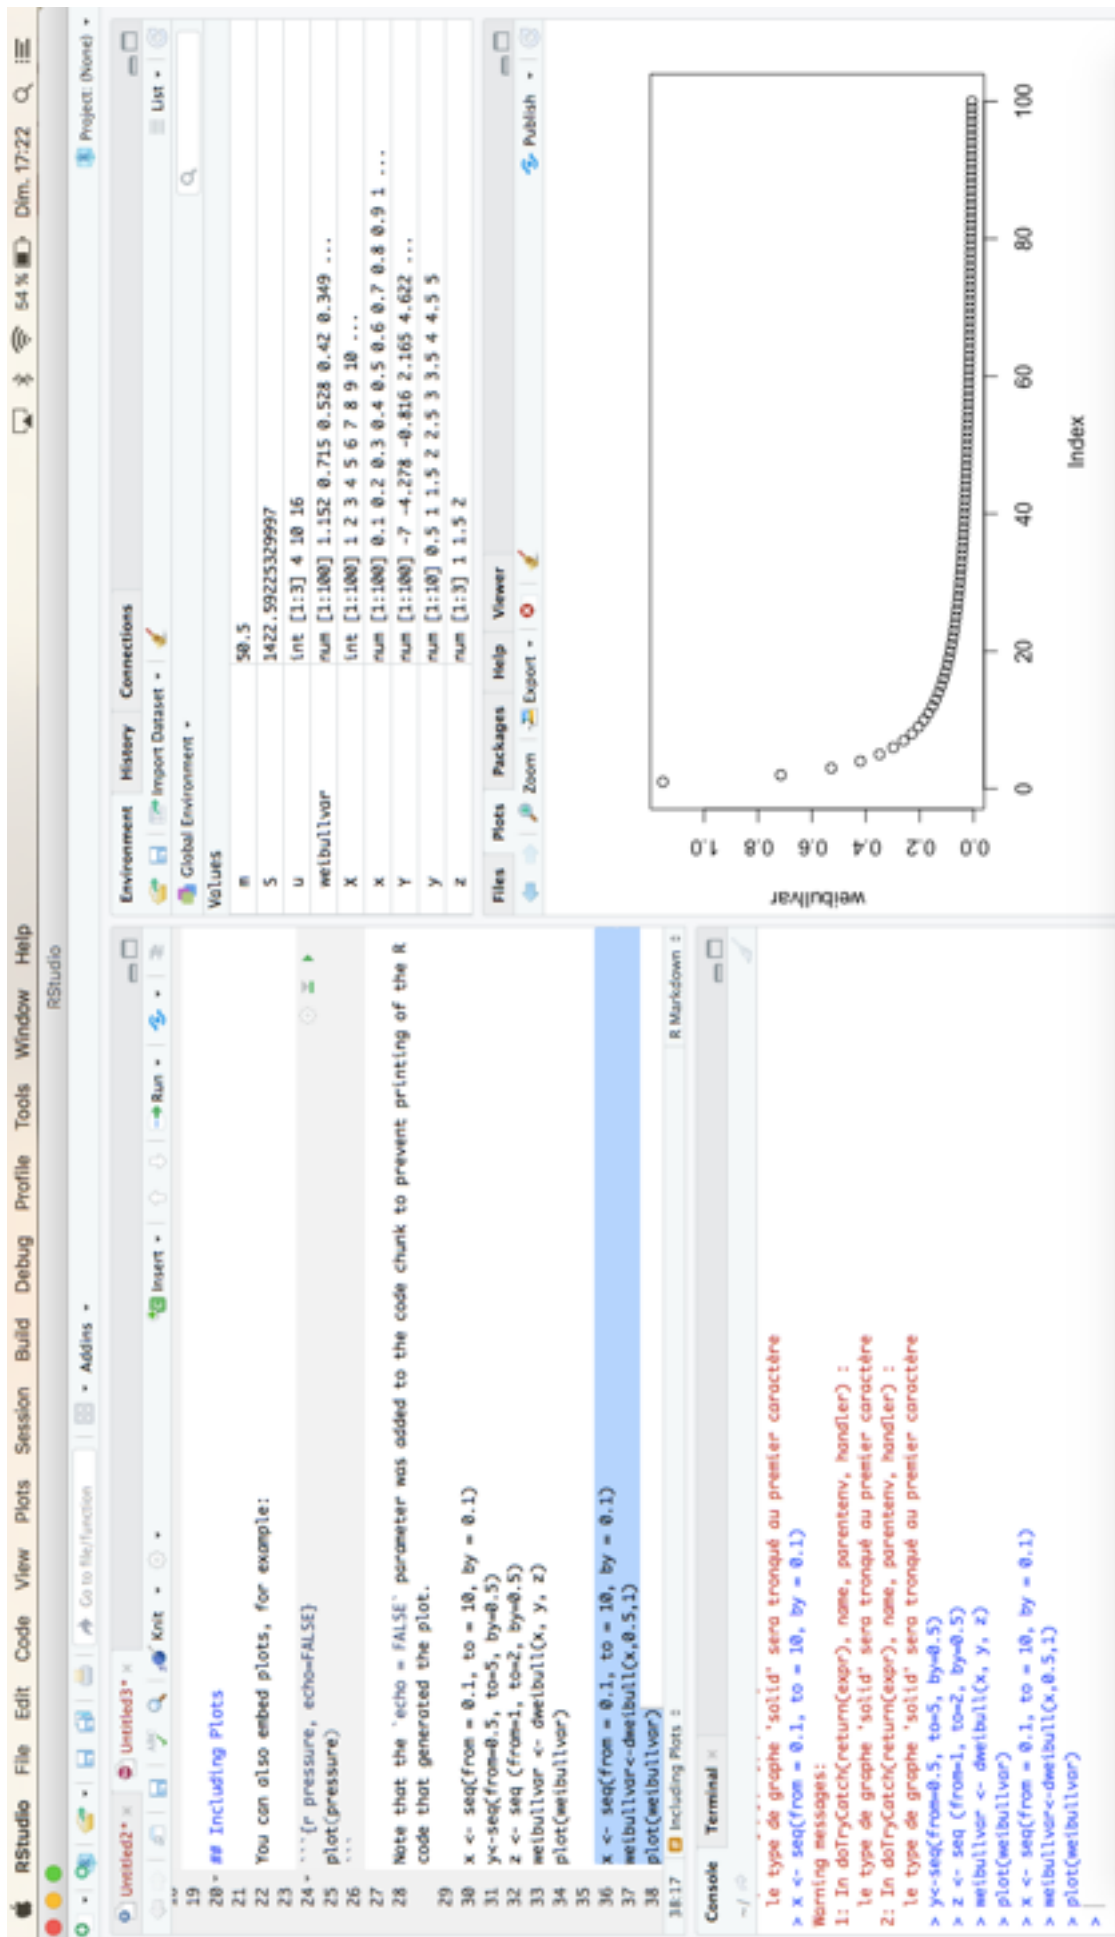 RStudio File Edit Code View Plots Session Build Debug Profile Tools Window Help 54 % Dim. 17:22
RStudio
Go to file/function Addins Project: (None)
Untitled2* Untitled3*
ABC Knit Insert Run
19
20 ## Including Plots
21
22 You can also embed plots, for example:
23
24 ```{r pressure, echo=FALSE}
25 plot(pressure)
26 ```
27
28 Note that the `echo = FALSE` parameter was added to the code chunk to prevent printing of the R
code that generated the plot.
29
30 x <- seq(from = 0.1, to = 10, by = 0.1)
31 y<-seq(from=0.5, to=5, by=0.5)
32 z <- seq (from=1, to=2, by=0.5)
33 weibullvar <- dweibull(x, y, z)
34 plot(weibullvar)
35
36 x <- seq(from = 0.1, to = 10, by = 0.1)
37 weibullvar<-dweibull(x,0.5,1)
38 plot(weibullvar)
38:17 Including Plots R Markdown
Console Terminal
~/
le type de graphe 'solid' sera tronqué au premier caractère
> x <- seq(from = 0.1, to = 10, by = 0.1)
Warning messages:
1: In doTryCatch(return(expr), name, parentenv, handler) :
le type de graphe 'solid' sera tronqué au premier caractère
2: In doTryCatch(return(expr), name, parentenv, handler) :
le type de graphe 'solid' sera tronqué au premier caractère
> y<-seq(from=0.5, to=5, by=0.5)
> z <- seq (from=1, to=2, by=0.5)
> weibullvar <- dweibull(x, y, z)
> plot(weibullvar)
> x <- seq(from = 0.1, to = 10, by = 0.1)
> weibullvar<-dweibull(x,0.5,1)
> plot(weibullvar)
>
Environment History Connections
Import Dataset List
Global Environment
Values
m 50.5
S 1422.59225329997
u int [1:3] 4 10 16
weibullvar num [1:100] 1.152 0.715 0.528 0.42 0.349 ...
X int [1:100] 1 2 3 4 5 6 7 8 9 10 ...
x num [1:100] 0.1 0.2 0.3 0.4 0.5 0.6 0.7 0.8 0.9 1 ...
Y num [1:100] -7 -4.278 -0.816 2.165 4.622 ...
y num [1:10] 0.5 1 1.5 2 2.5 3 3.5 4 4.5 5
z num [1:3] 1 1.5 2
Files Plots Packages Help Viewer
Zoom Export Publish
weibullvar
1.0
0.8
0.6
0.4
0.2
0.0
0 20 40 60 80 100
Index